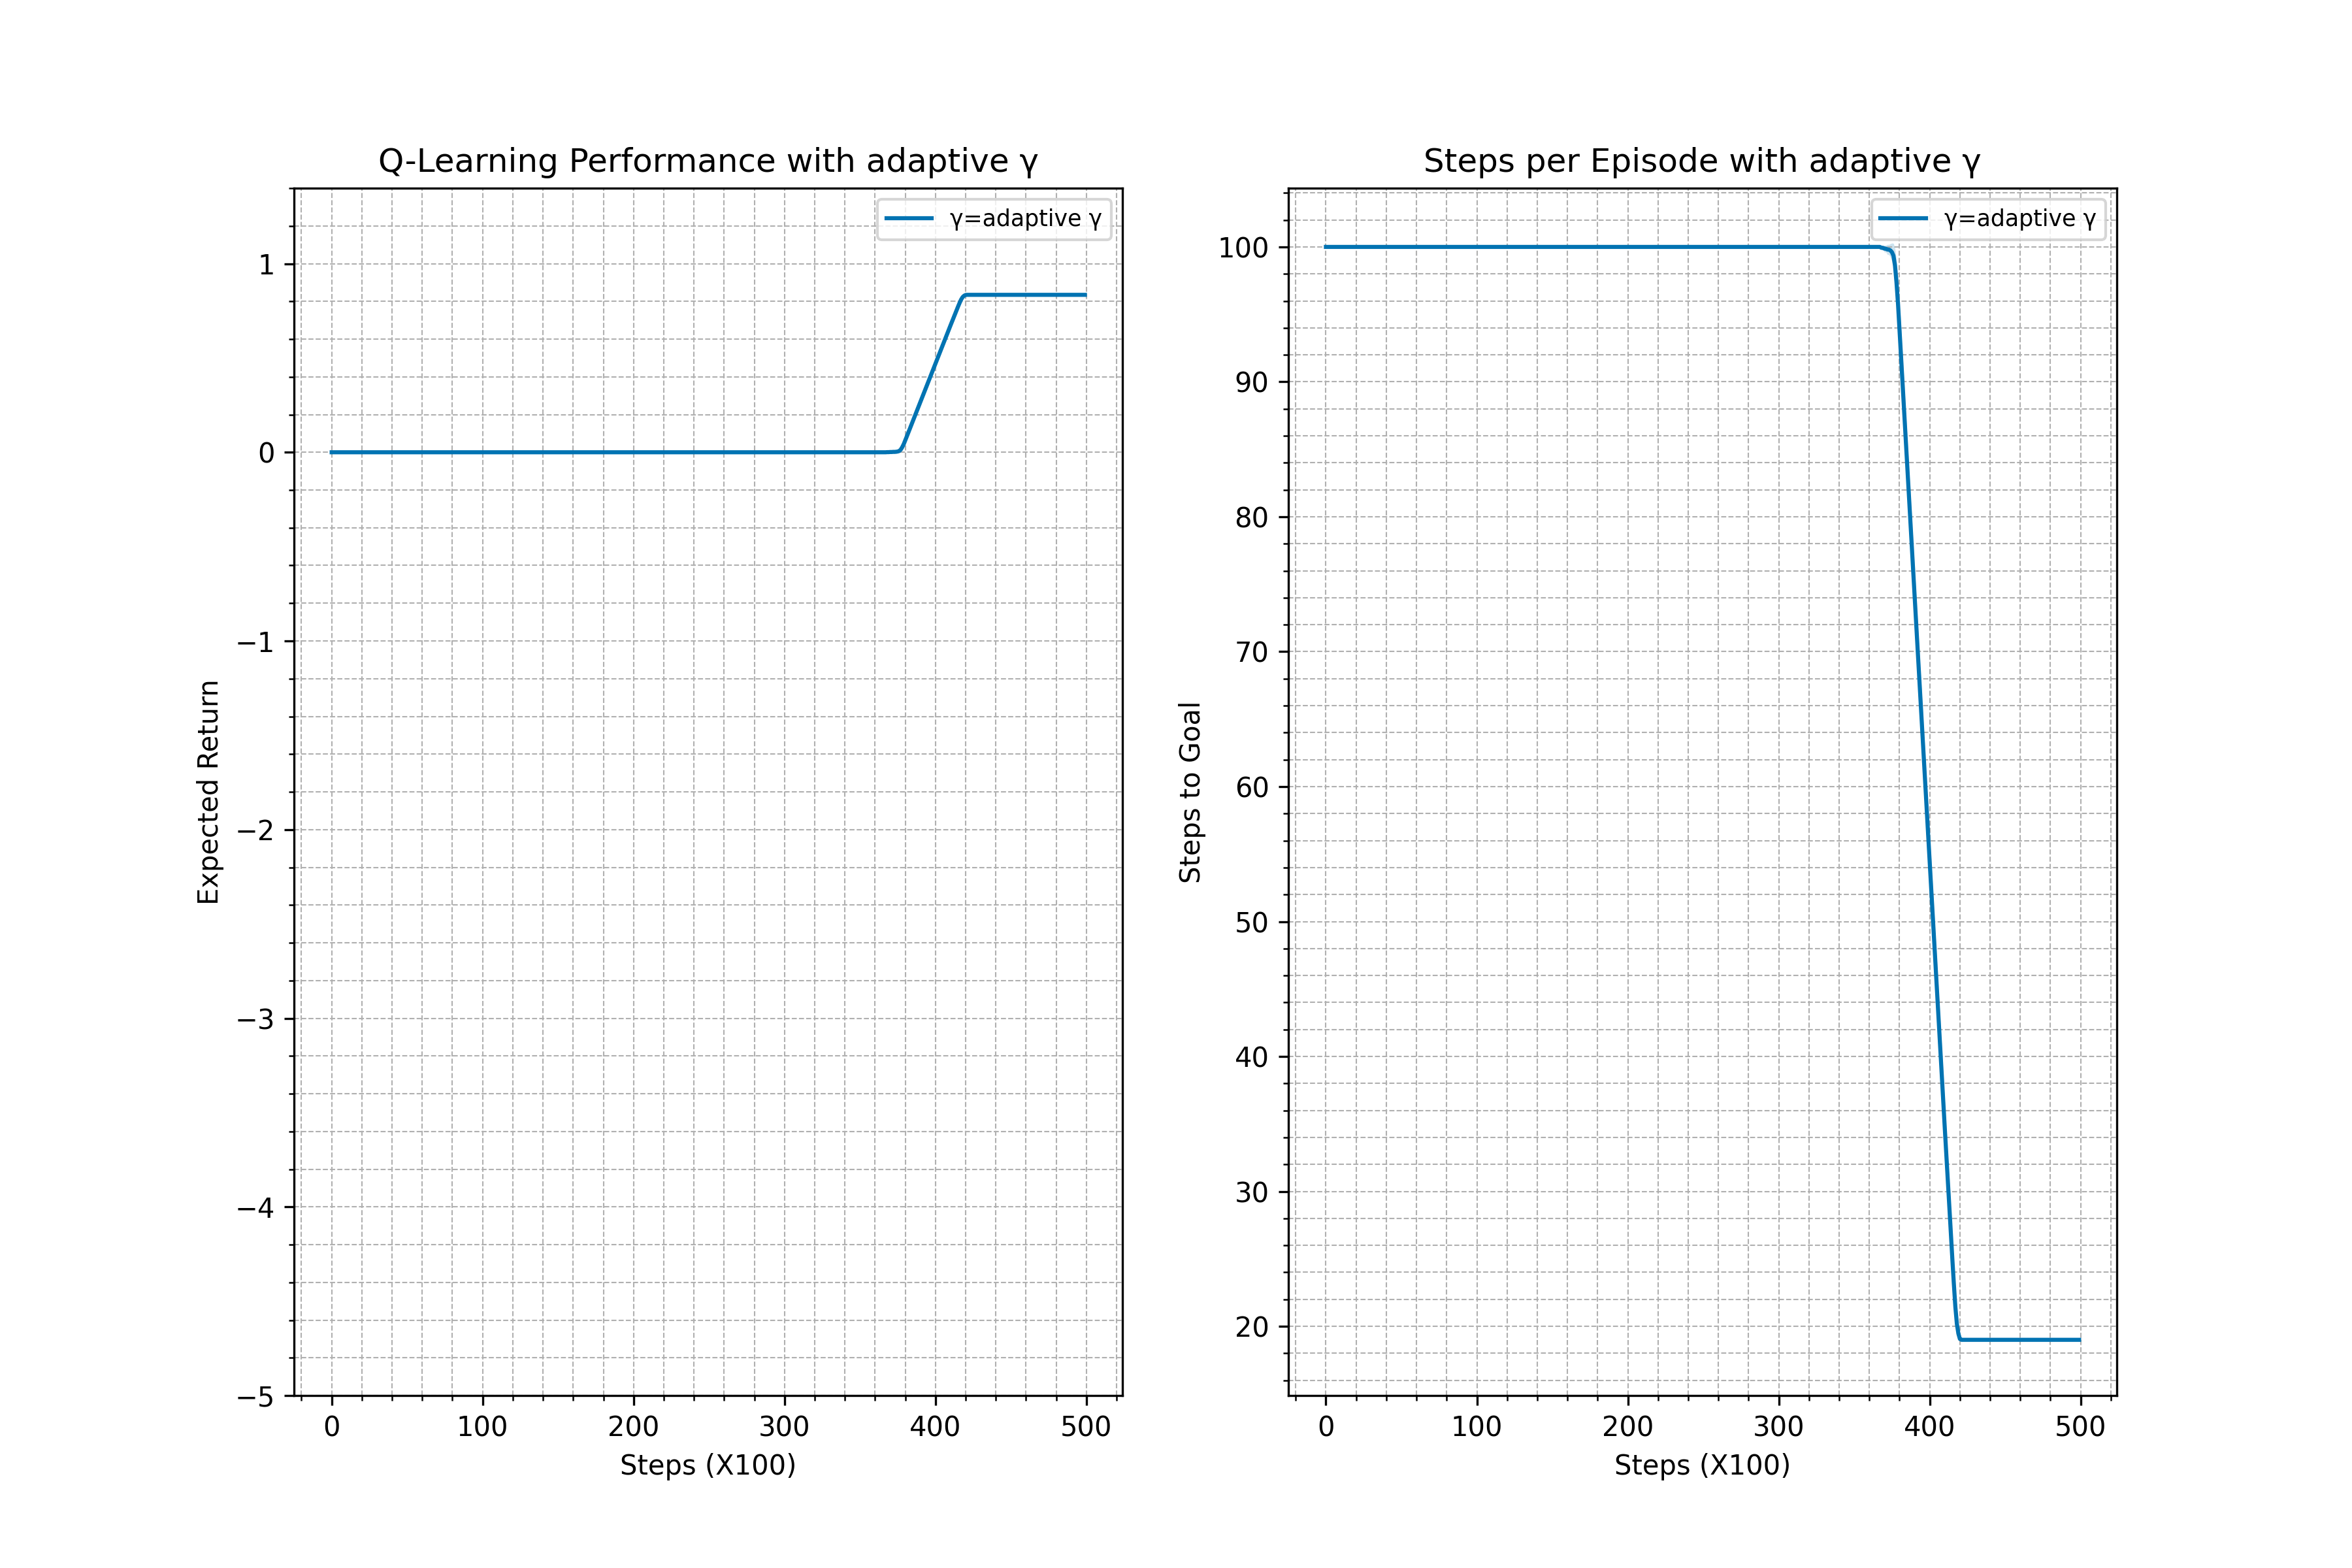 Q-Learning Performance with adaptive γ
γ=adaptive γ
1
0
−1
−2
−3
−4
−5
Expected Return
0 100 200 300 400 500
Steps (X100)
Steps per Episode with adaptive γ
γ=adaptive γ
100
90
80
70
60
50
40
30
20
Steps to Goal
0 100 200 300 400 500
Steps (X100)